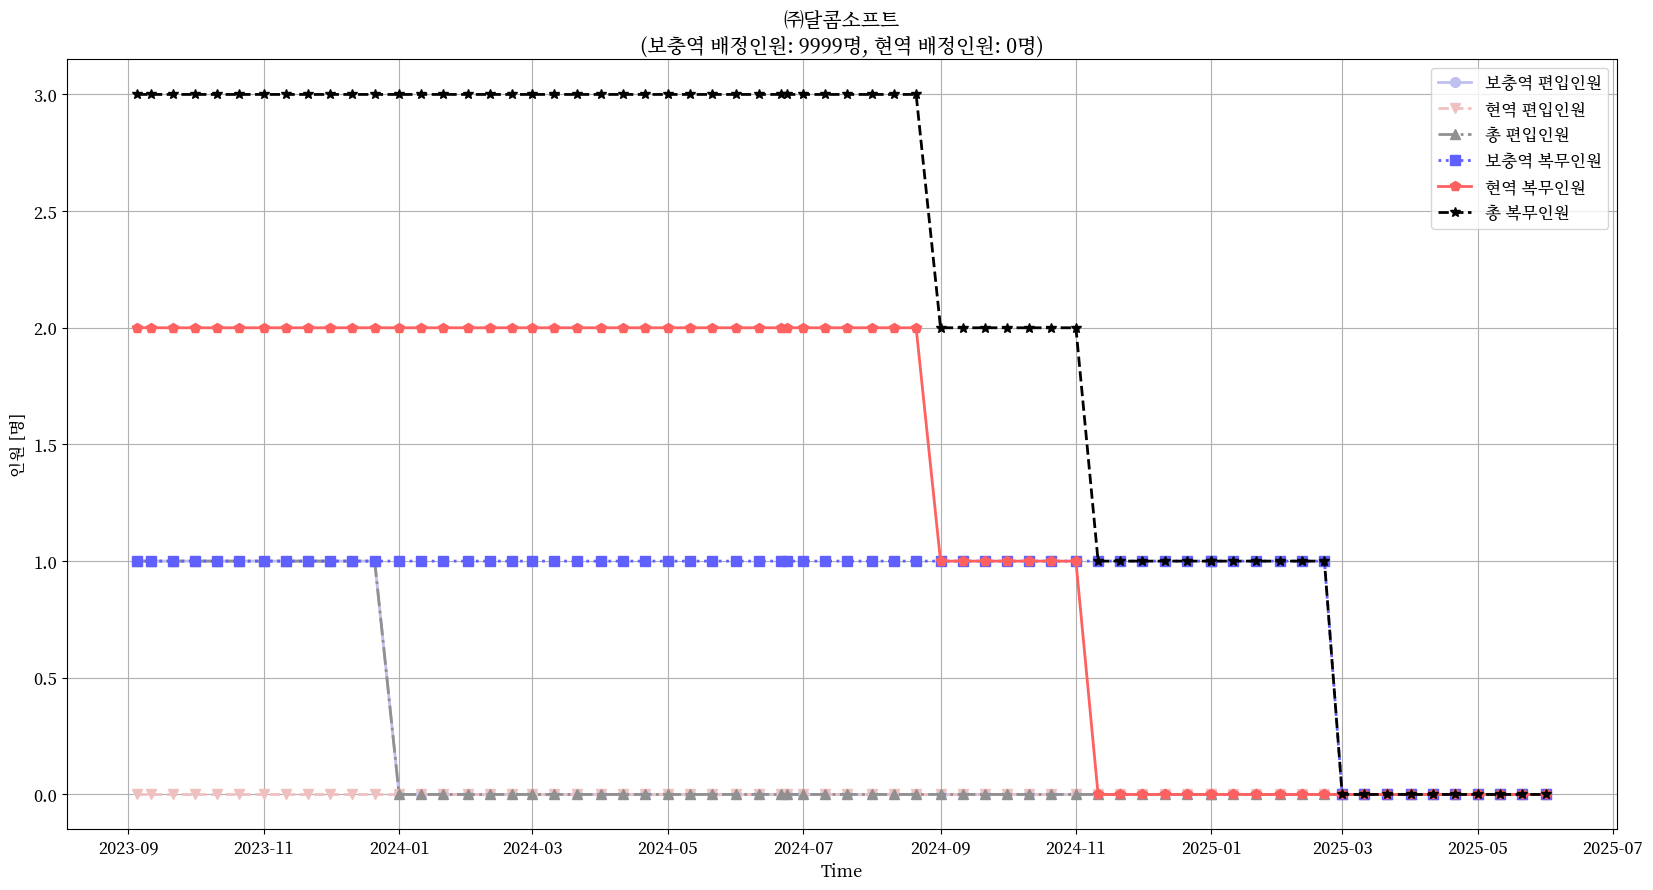 ㈜달콤소프트
(보충역 배정인원: 9999명, 현역 배정인원: 0명)
보충역 편입인원
현역 편입인원
총 편입인원
보충역 복무인원
현역 복무인원
총 복무인원
3.0
2.5
2.0
1.5
1.0
0.5
0.0
인원 [명]
2023-09
2023-11
2024-01
2024-03
2024-05
2024-07
2024-09
2024-11
2025-01
2025-03
2025-05
2025-07
Time